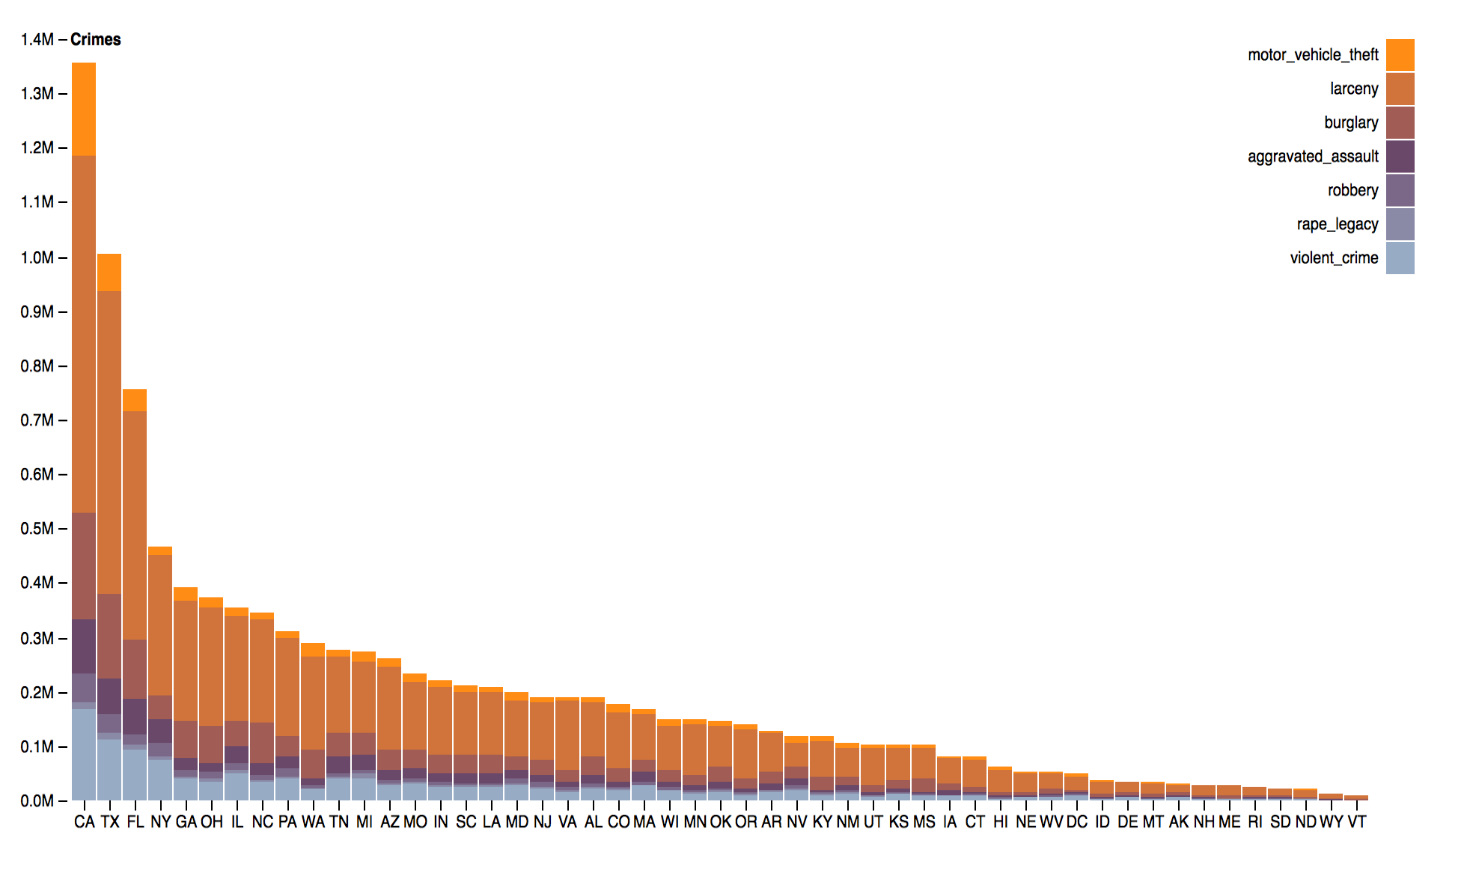 1.4M Crimes
1.3M
1.2M
1.1M
1.0M
0.9M
0.8M
0.7M
0.6M
0.5M
0.4M
0.3M
0.2M
0.1M
0.0M
CA TX FL NY GA OH IL NC PA WA TN MI AZ MO IN SC LA MD NJ VA AL CO MA WI MN OK OR AR NV KY NM UT KS MS IA CT HI NE WV DC ID DE MT AK NH ME RI SD ND WY VT
motor_vehicle_theft
larceny
burglary
aggravated_assault
robbery
rape_legacy
violent_crime